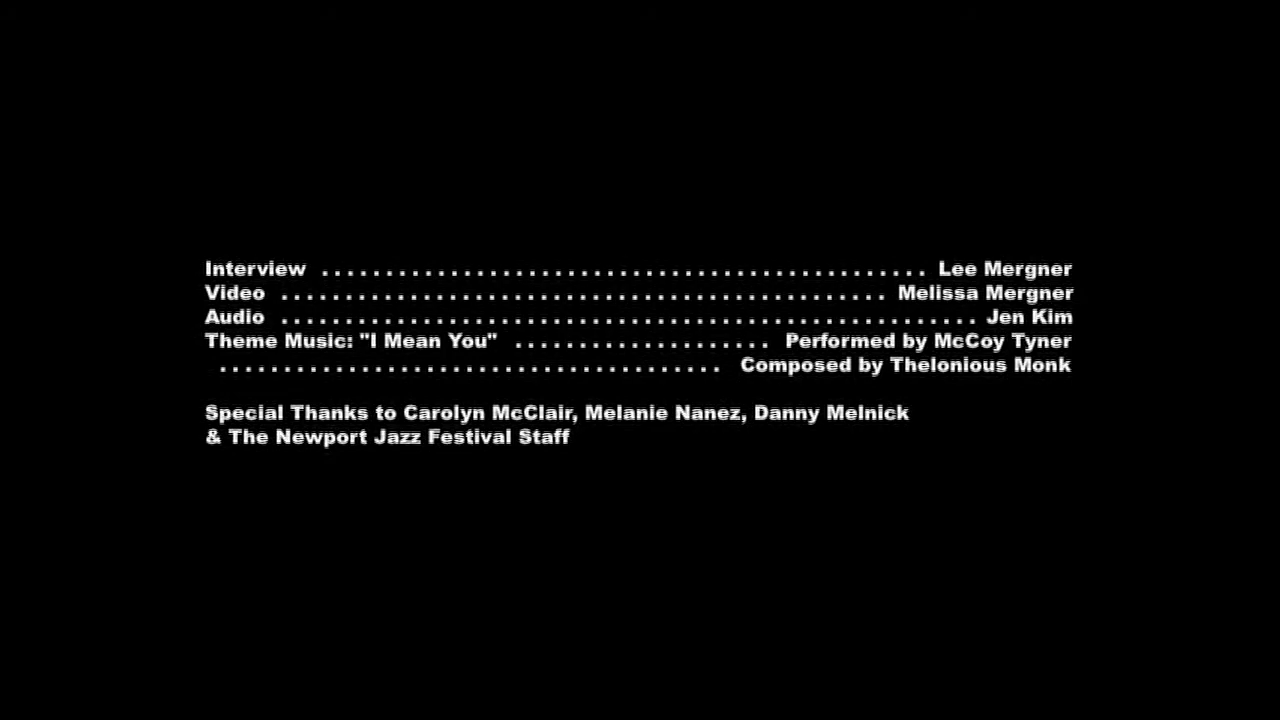 Interview ................................................ Lee Mergner
Video ................................................ Melissa Mergner
Audio ....................................................... Jen Kim
Theme Music: "I Mean You" .................... Performed by McCoy Tyner
........................................ Composed by Thelonious Monk
Special Thanks to Carolyn McClair, Melanie Nanez, Danny Melnick
& The Newport Jazz Festival Staff